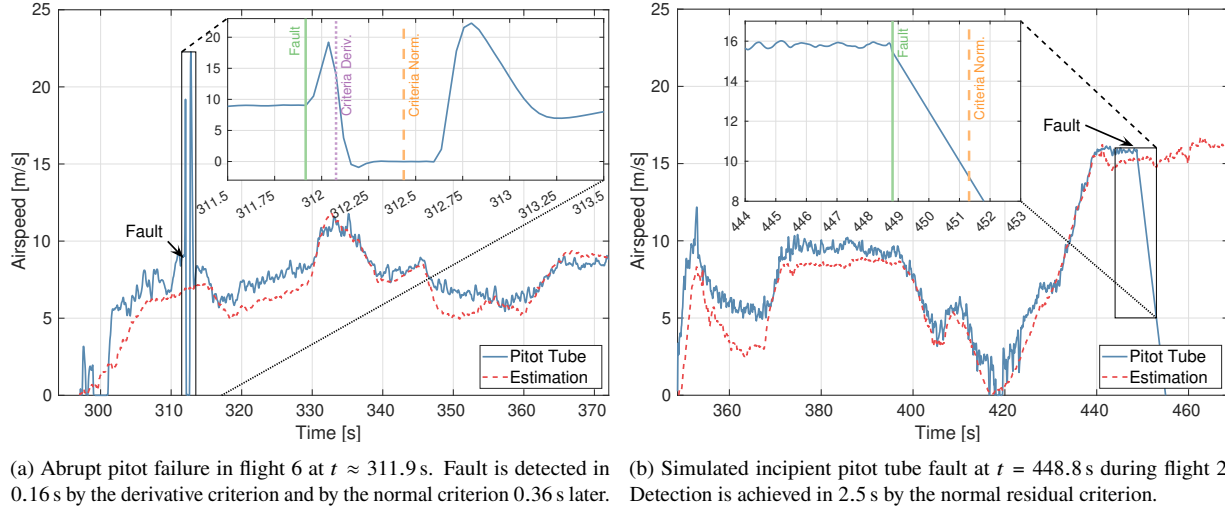 25
20
15
10
5
0
Airspeed [m/s]
300
310
320
330
340
350
360
370
Time [s]
Fault
Pitot Tube
Estimation
20
10
0
311.5
311.75
312
312.25
312.5
312.75
313
313.25
313.5
Fault
Criteria Deriv.
Criteria Norm.
(a) Abrupt pitot failure in flight 6 at t ≈ 311.9 s. Fault is detected in
0.16 s by the derivative criterion and by the normal criterion 0.36 s later.
25
20
15
10
5
0
Airspeed [m/s]
360
380
400
420
440
460
Time [s]
Fault
Pitot Tube
Estimation
16
14
12
10
8
444
445
446
447
448
449
450
451
452
453
Fault
Criteria Norm.
(b) Simulated incipient pitot tube fault at t = 448.8 s during flight 2
Detection is achieved in 2.5 s by the normal residual criterion.